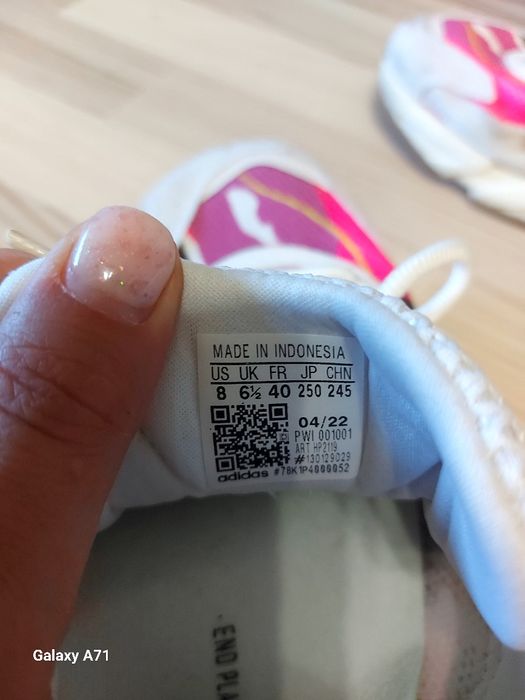 MADE IN INDONESIA
US UK FR JP CHN
8 6½ 40 250 245
04/22
PWI 001001
ART HP2119
#130129029
adidas #78K1P4000052
END PLA
Galaxy A71